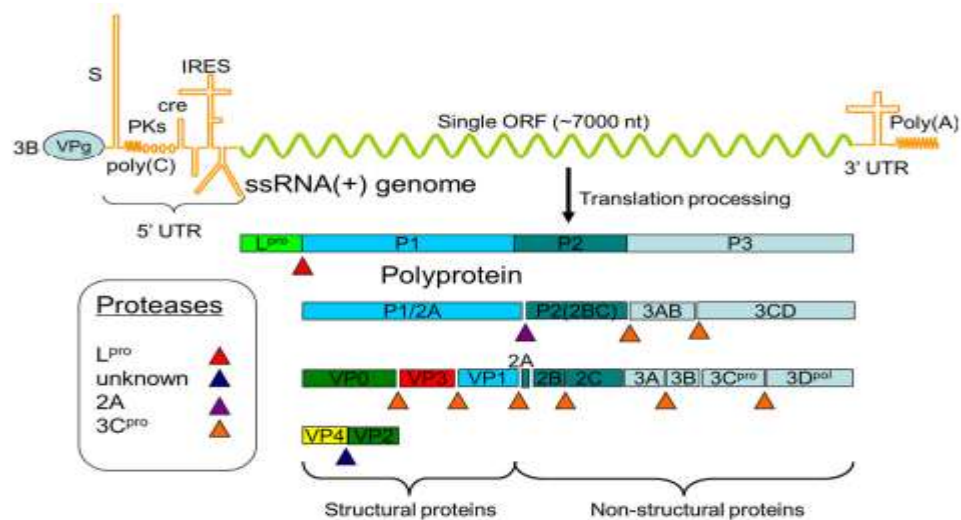 S
IRES
cre
PKs
3B
VPg
poly(C)
Single ORF (~7000 nt)
Poly(A)
3' UTR
ssRNA(+) genome
5' UTR
Translation processing
Lpro P1 P2 P3
Polyprotein
Proteases
Lpro
unknown
2A
3Cpro
P1/2A P2(2BC) 3AB 3CD
2A
VP0 VP3 VP1 2B 2C 3A 3B 3Cpro 3Dpol
VP4 VP2
Structural proteins
Non-structural proteins